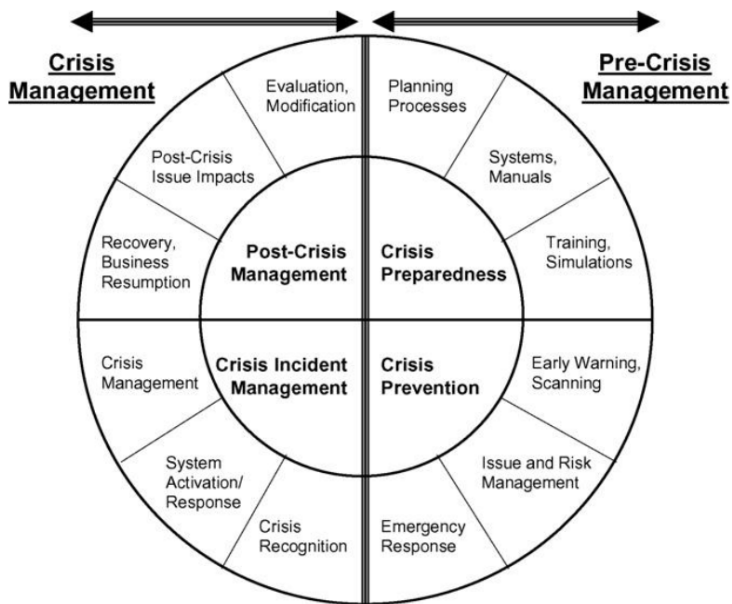 Crisis
Management
Pre-Crisis
Management
Evaluation,
Modification
Planning
Processes
Post-Crisis
Issue Impacts
Systems,
Manuals
Recovery,
Business
Resumption
Post-Crisis
Management
Crisis
Preparedness
Training,
Simulations
Crisis
Management
Crisis Incident
Management
Crisis
Prevention
Early Warning,
Scanning
System
Activation/
Response
Issue and Risk
Management
Crisis
Recognition
Emergency
Response